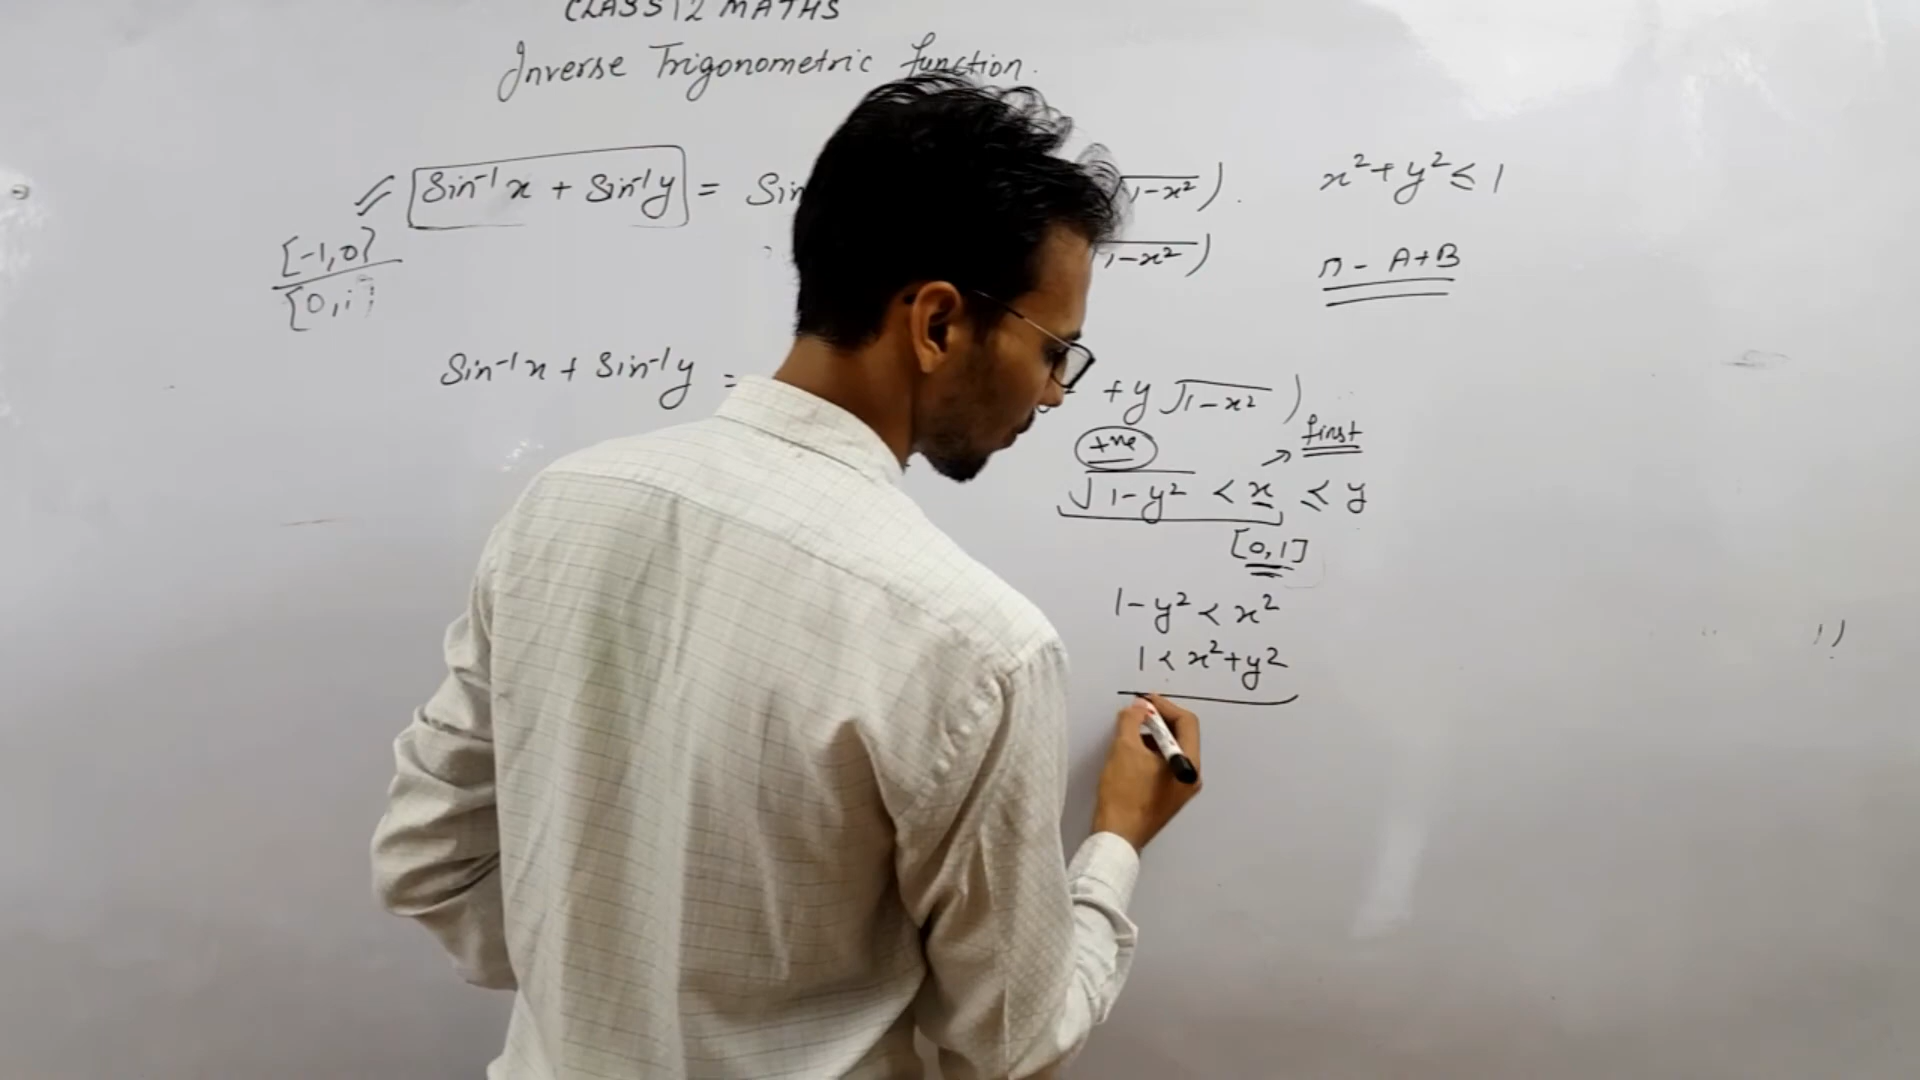 CLASS 12 MATHS
Inverse Trigonometric function.
Sin⁻¹x + Sin⁻¹y = Sin √1-x²).
x² + y² ≤ 1
[-1,0]
√1-x²)
π - A+B
[0,1]
Sin⁻¹x + Sin⁻¹y = + y√1-x²)
+ve
first
√1-y² < x ≤ y
[0,1]
1-y² < x²
1 < x²+y²